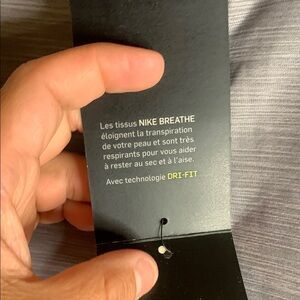 Les tissus NIKE BREATHE
éloignent la transpiration
de votre peau et sont très
respirants pour vous aider
à rester au sec et à l'aise.
Avec technologie DRI-FIT